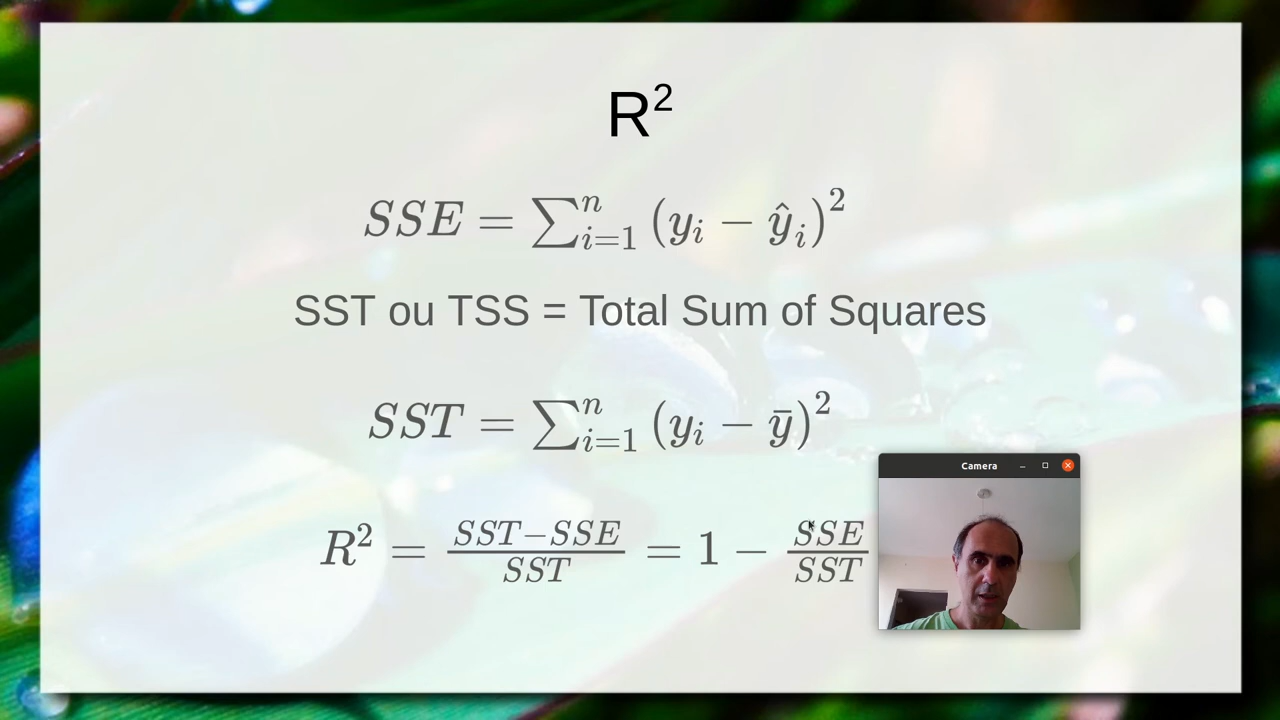 R²
SSE = ∑ⁿᵢ₌₁ (yᵢ − ŷᵢ)²
SST ou TSS = Total Sum of Squares
SST = ∑ⁿᵢ₌₁ (yᵢ − ȳ)²
R² = (SST−SSE)/SST = 1 − SSE/SST
Camera